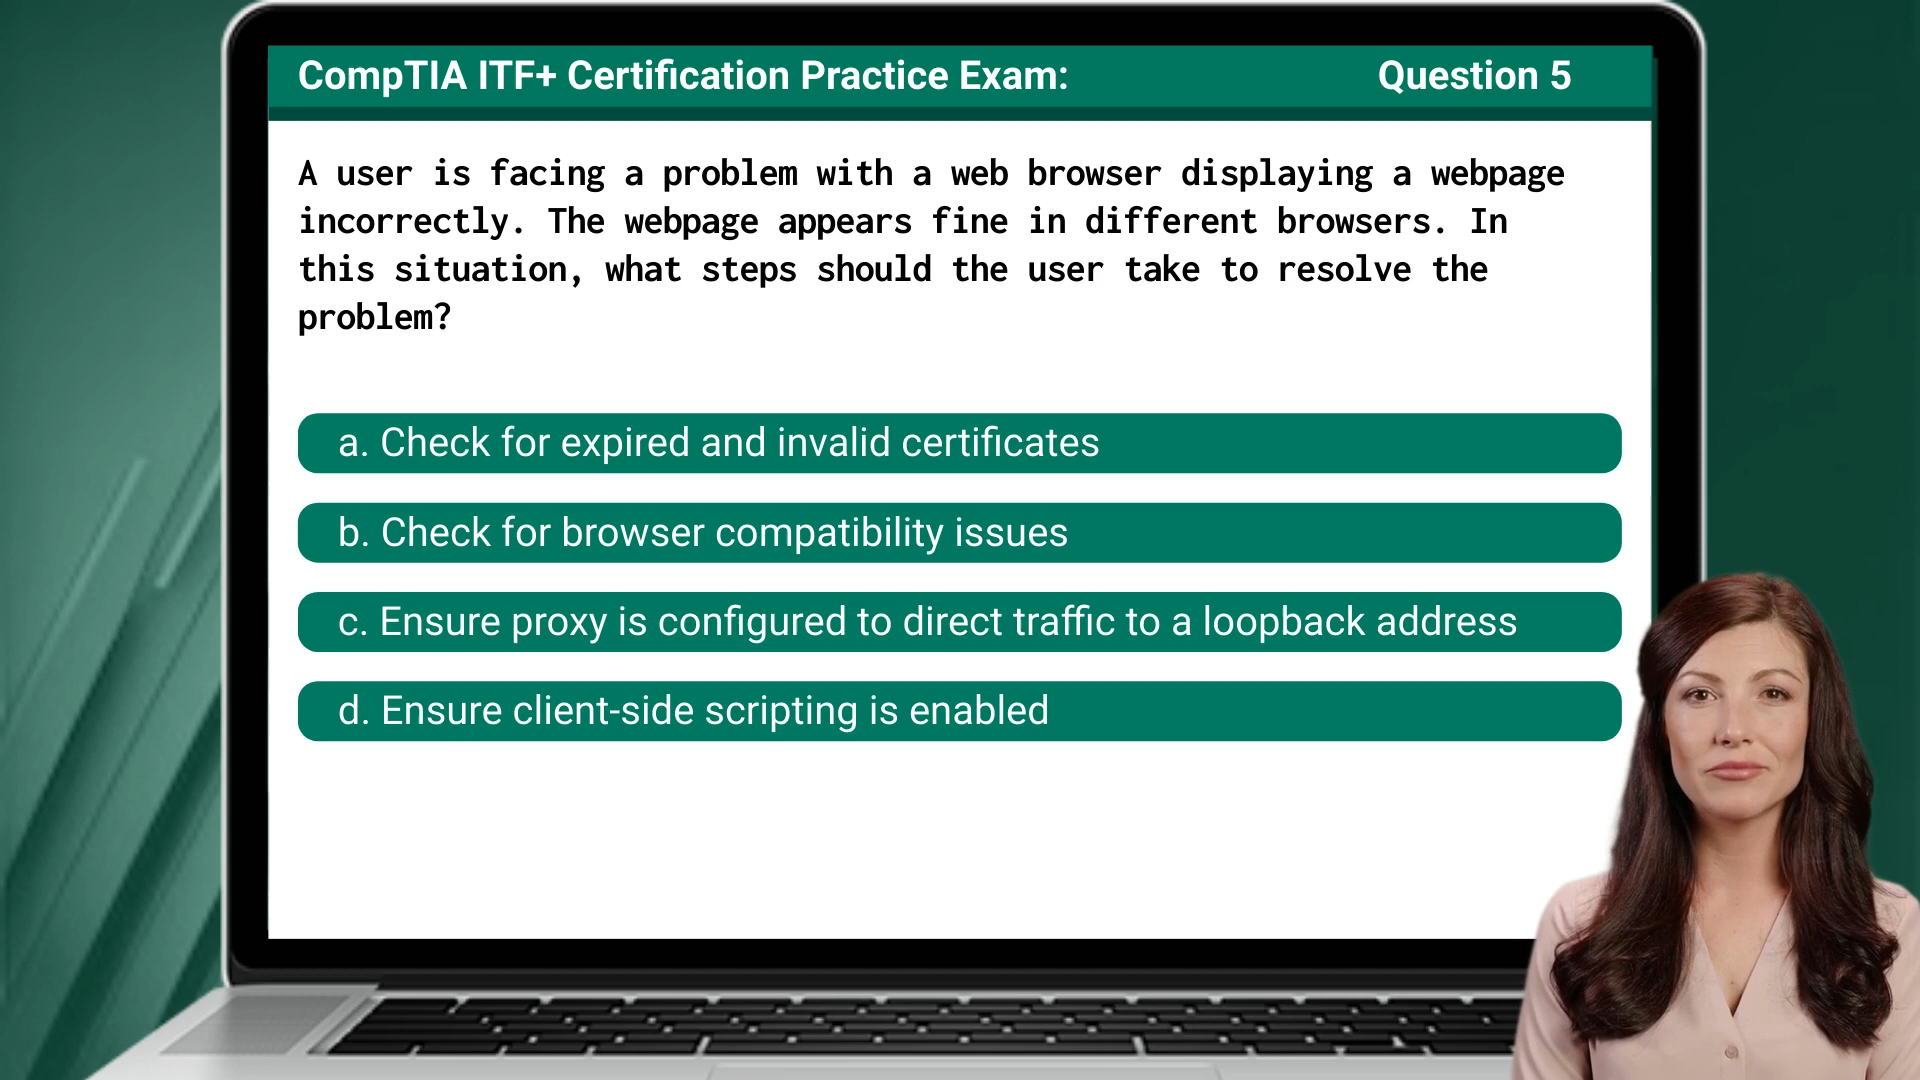 CompTIA ITF+ Certification Practice Exam:
Question 5
A user is facing a problem with a web browser displaying a webpage
incorrectly. The webpage appears fine in different browsers. In
this situation, what steps should the user take to resolve the
problem?
a. Check for expired and invalid certificates
b. Check for browser compatibility issues
c. Ensure proxy is configured to direct traffic to a loopback address
d. Ensure client-side scripting is enabled